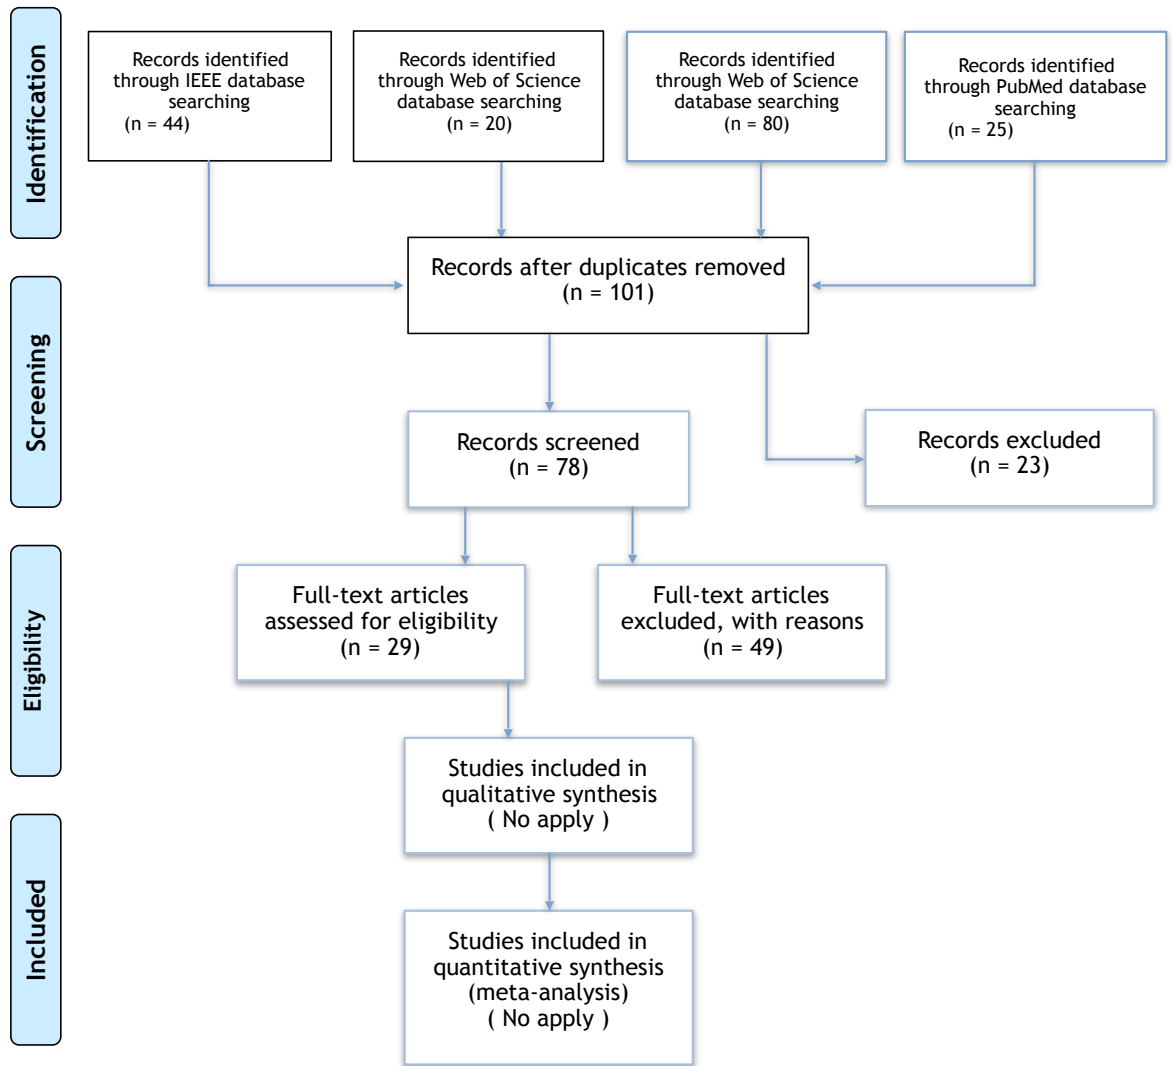 Identification
Records identified
through IEEE database
searching
(n = 44)
Records identified
through Web of Science
database searching
(n = 20)
Records identified
through Web of Science
database searching
(n = 80)
Records identified
through PubMed database
searching
(n = 25)
Records after duplicates removed
(n = 101)
Screening
Records screened
(n = 78)
Records excluded
(n = 23)
Eligibility
Full-text articles
assessed for eligibility
(n = 29)
Full-text articles
excluded, with reasons
(n = 49)
Studies included in
qualitative synthesis
( No apply )
Included
Studies included in
quantitative synthesis
(meta-analysis)
( No apply )